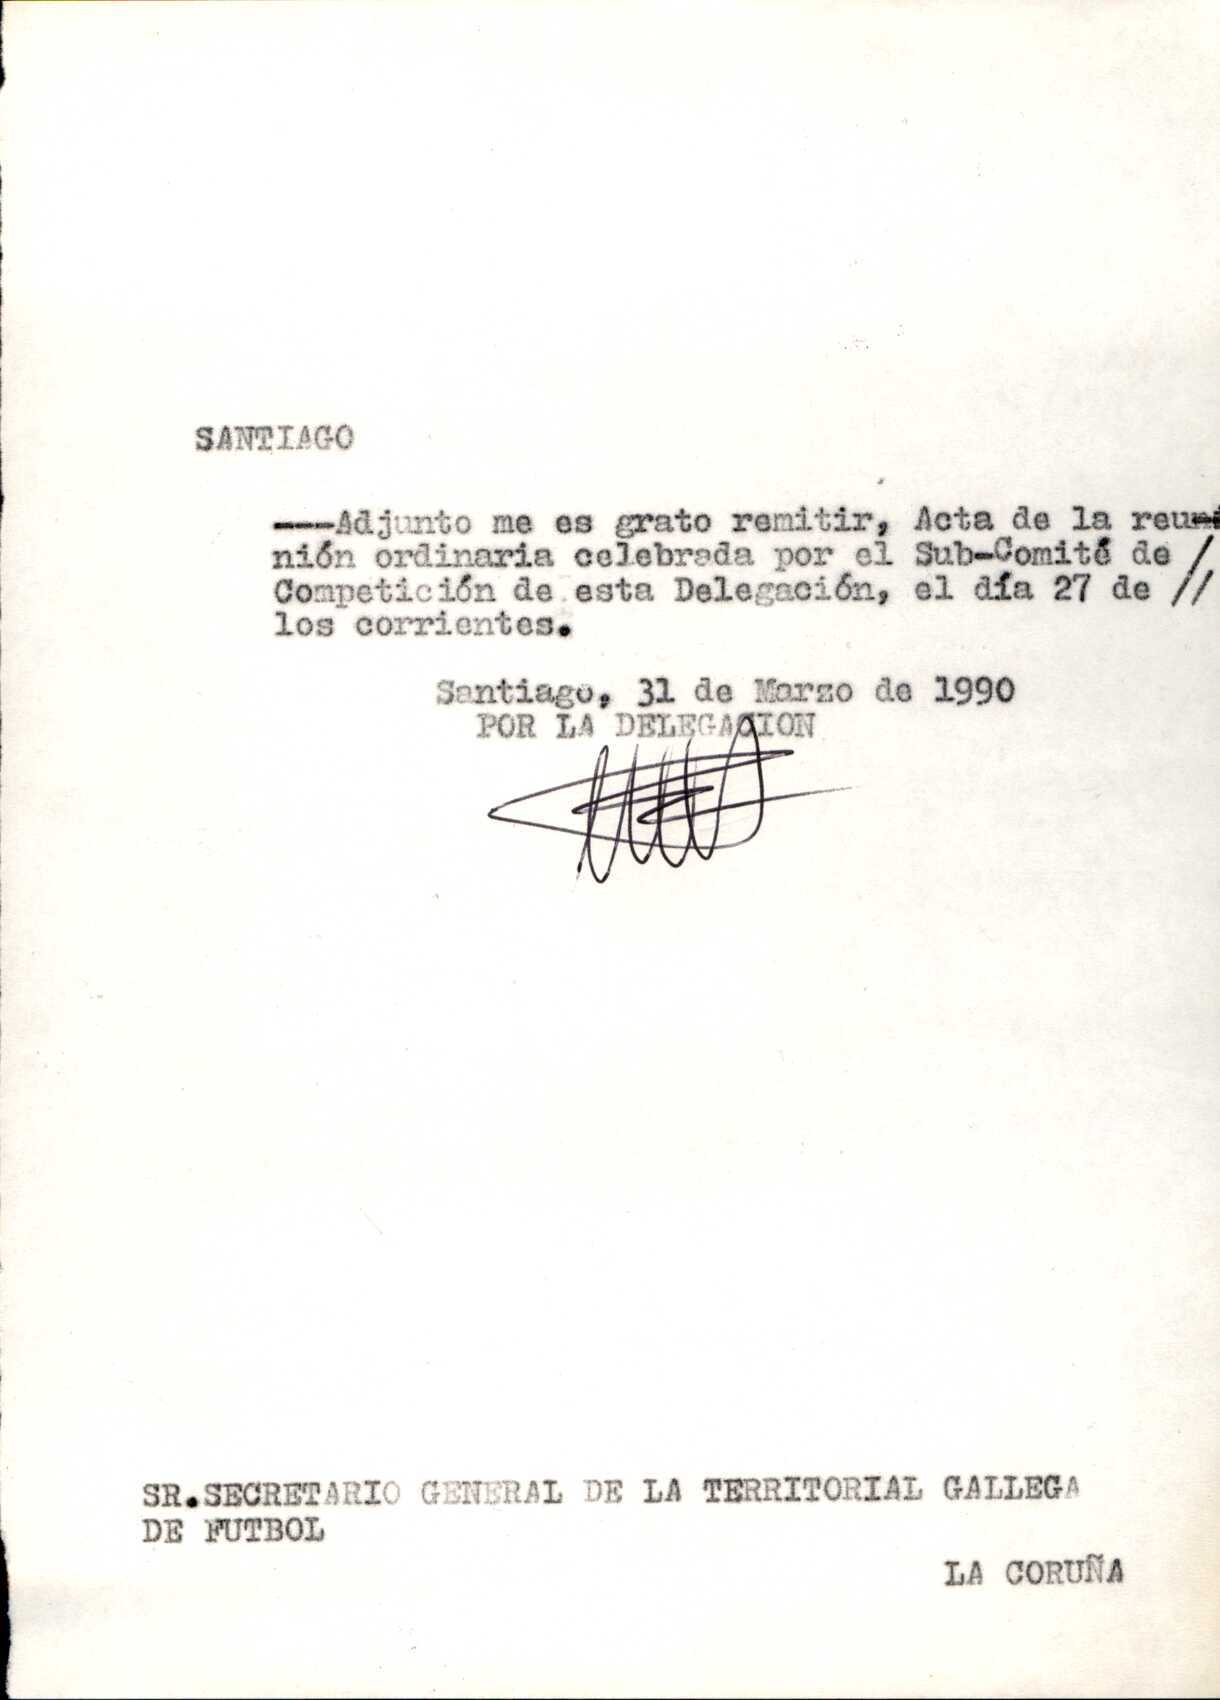 SANTIAGO
---Adjunto me es grato remitir, Acta de la reu-
nión ordinaria celebrada por el Sub-Comité de /
Competición de esta Delegación, el día 27 de //
los corrientes.
Santiago, 31 de Marzo de 1990
POR LA DELEGACION
SR.SECRETARIO GENERAL DE LA TERRITORIAL GALLEGA
DE FUTBOL
LA CORUÑA